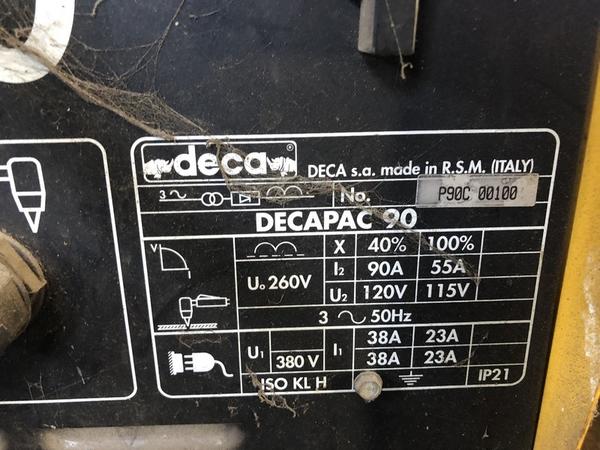 deca®
DECA s.a. made in R.S.M. (ITALY)
3 ~ No. P90C 00100
DECAPAC 90
V X 40% 100%
I
U₀ 260V I₂ 90A 55A
U₂ 120V 115V
3 ~ 50Hz
U₁ 380 V I₁ 38A 23A
38A 23A
ISO KL H IP21